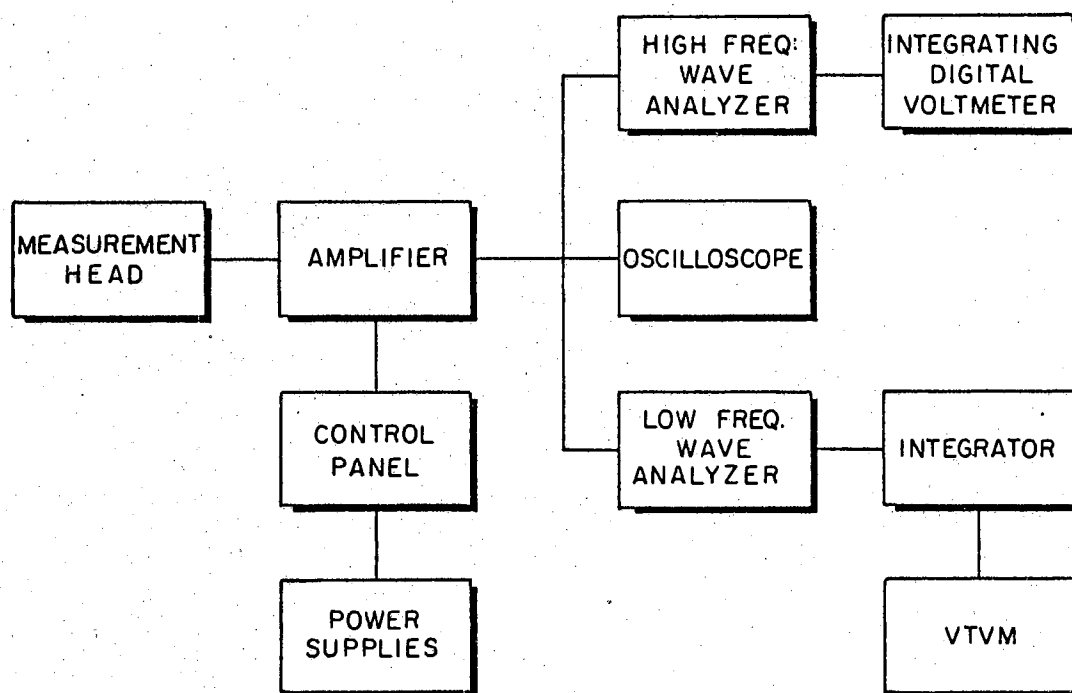 HIGH FREQ:
WAVE
ANALYZER
INTEGRATING
DIGITAL
VOLTMETER
MEASUREMENT
HEAD
AMPLIFIER
OSCILLOSCOPE
CONTROL
PANEL
LOW FREQ.
WAVE
ANALYZER
INTEGRATOR
POWER
SUPPLIES
VTVM